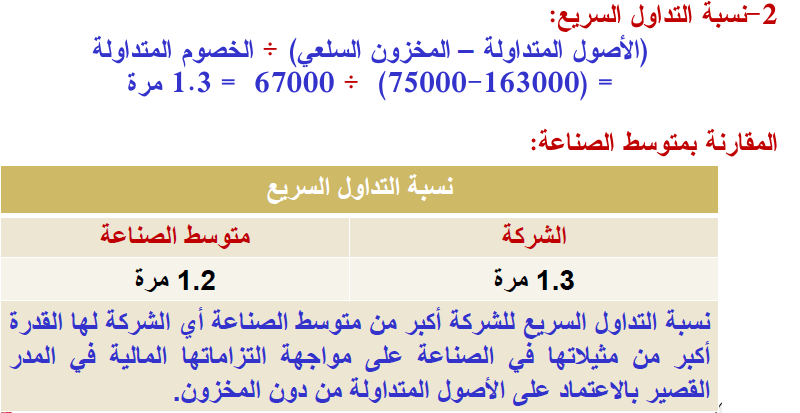 2-نسبة التداول السريع:
(الأصول المتداولة – المخزون السلعي) ÷ الخصوم المتداولة
= (163000-75000) ÷ 67000 = 1.3 مرة
المقارنة بمتوسط الصناعة:
نسبة التداول السريع
الشركة متوسط الصناعة
1.3 مرة 1.2 مرة
نسبة التداول السريع للشركة أكبر من متوسط الصناعة أي الشركة لها القدرة
أكبر من مثيلاتها في الصناعة على مواجهة التزاماتها المالية في المدر
القصير بالاعتماد على الأصول المتداولة من دون المخزون.